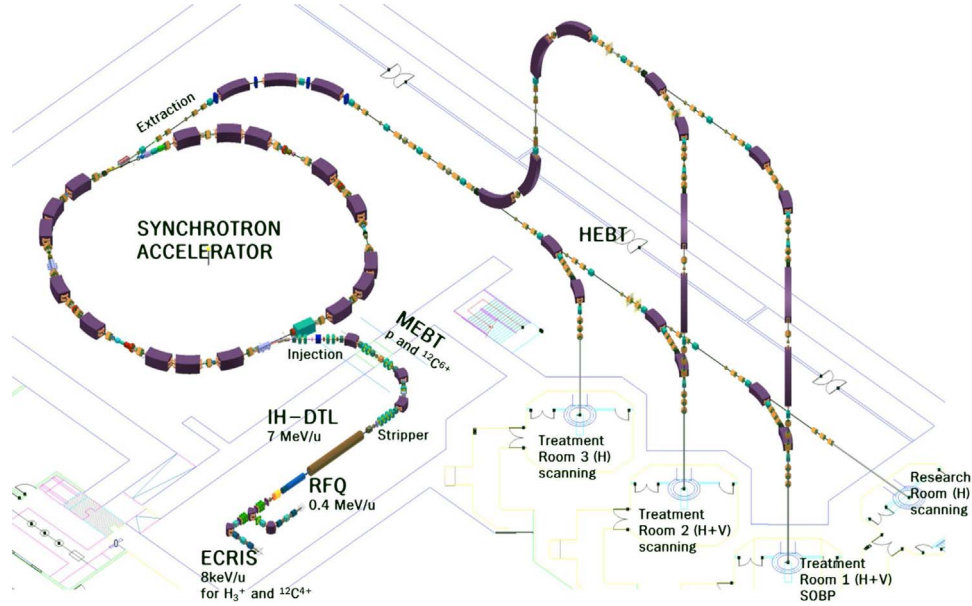 Extraction
SYNCHROTRON
ACCELERATOR
HEBT
MEBT
p and ¹²C⁶⁺
Injection
IH-DTL
7 MeV/u
Stripper
RFQ
0.4 MeV/u
ECRIS
8keV/u
for H₃⁺ and ¹²C⁴⁺
Treatment
Room 3 (H)
scanning
Treatment
Room 2 (H+V)
scanning
Treatment
Room 1 (H+V)
SOBP
Research
Room (H)
scanning